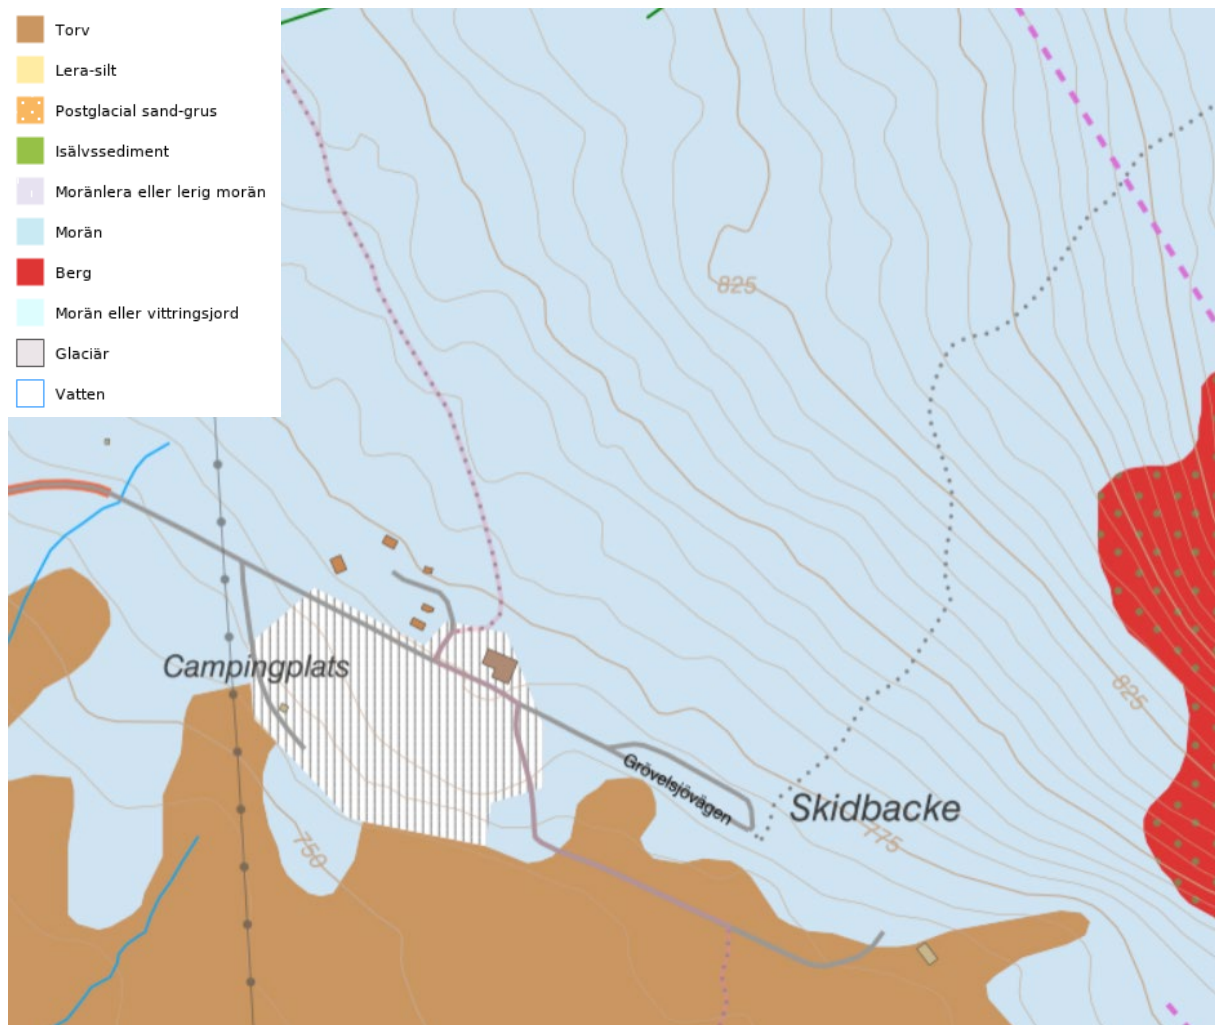 Torv
Lera-silt
Postglacial sand-grus
Isälvssediment
Moränlera eller lerig morän
Morän
Berg
Morän eller vittringsjord
Glaciär
Vatten
825
Campingplats
825
Grövelsjövägen
Skidbacke
775
750